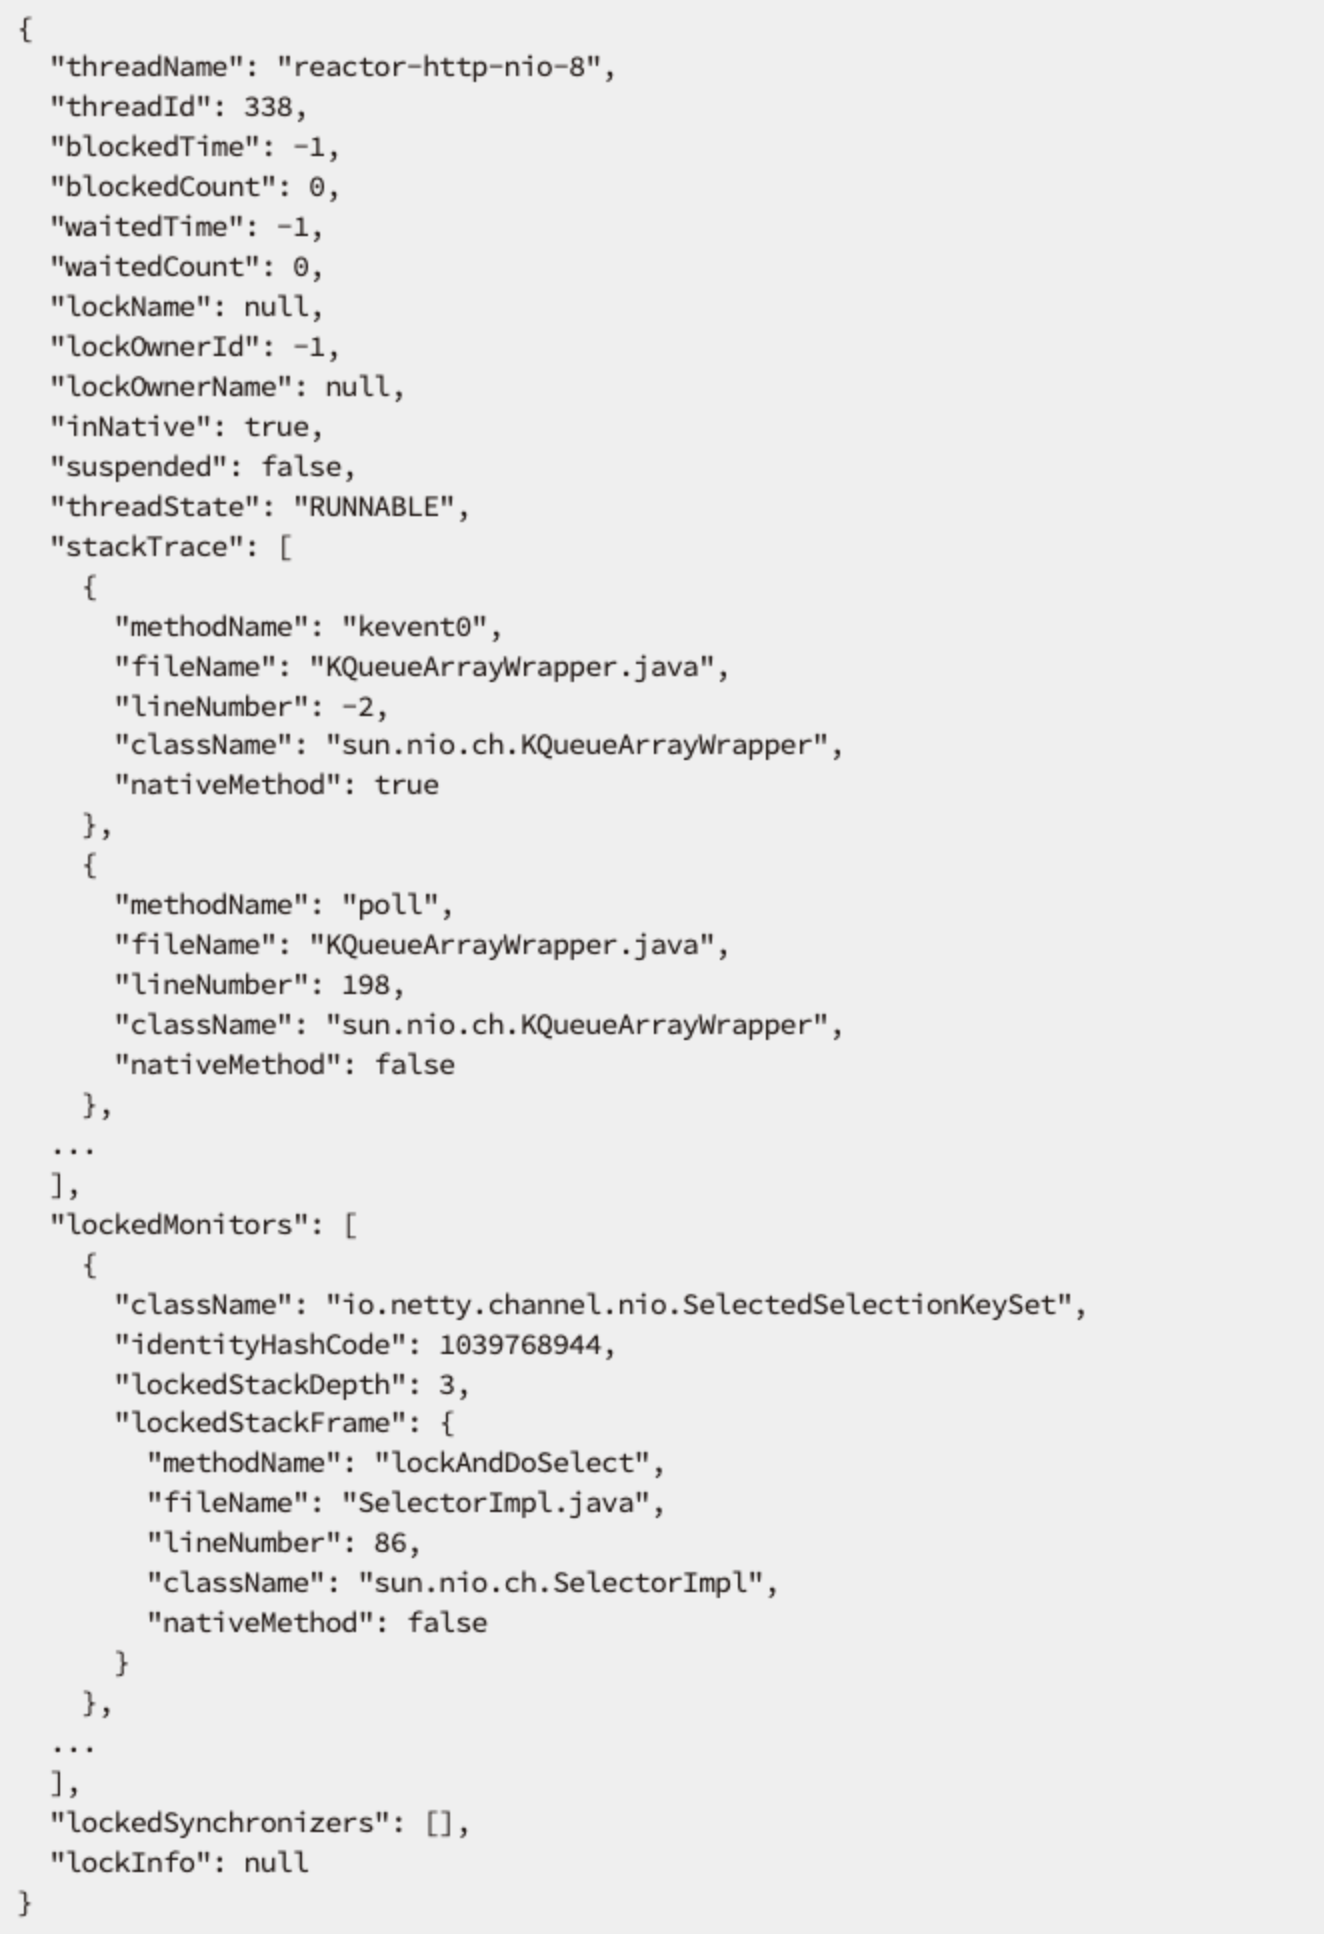 {
  "threadName": "reactor-http-nio-8",
  "threadId": 338,
  "blockedTime": -1,
  "blockedCount": 0,
  "waitedTime": -1,
  "waitedCount": 0,
  "lockName": null,
  "lockOwnerId": -1,
  "lockOwnerName": null,
  "inNative": true,
  "suspended": false,
  "threadState": "RUNNABLE",
  "stackTrace": [
    {
      "methodName": "kevent0",
      "fileName": "KQueueArrayWrapper.java",
      "lineNumber": -2,
      "className": "sun.nio.ch.KQueueArrayWrapper",
      "nativeMethod": true
    },
    {
      "methodName": "poll",
      "fileName": "KQueueArrayWrapper.java",
      "lineNumber": 198,
      "className": "sun.nio.ch.KQueueArrayWrapper",
      "nativeMethod": false
    },
  ...
  ],
  "lockedMonitors": [
    {
      "className": "io.netty.channel.nio.SelectedSelectionKeySet",
      "identityHashCode": 1039768944,
      "lockedStackDepth": 3,
      "lockedStackFrame": {
        "methodName": "lockAndDoSelect",
        "fileName": "SelectorImpl.java",
        "lineNumber": 86,
        "className": "sun.nio.ch.SelectorImpl",
        "nativeMethod": false
      }
    },
  ...
  ],
  "lockedSynchronizers": [],
  "lockInfo": null
}